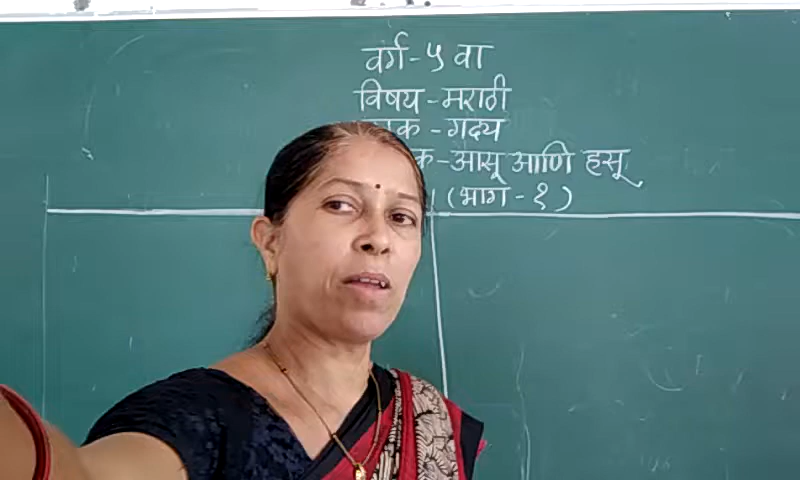 वर्ग - ५ वा
विषय - मराठी
- गद्य
- आसू आणि हसू
(भाग - १)